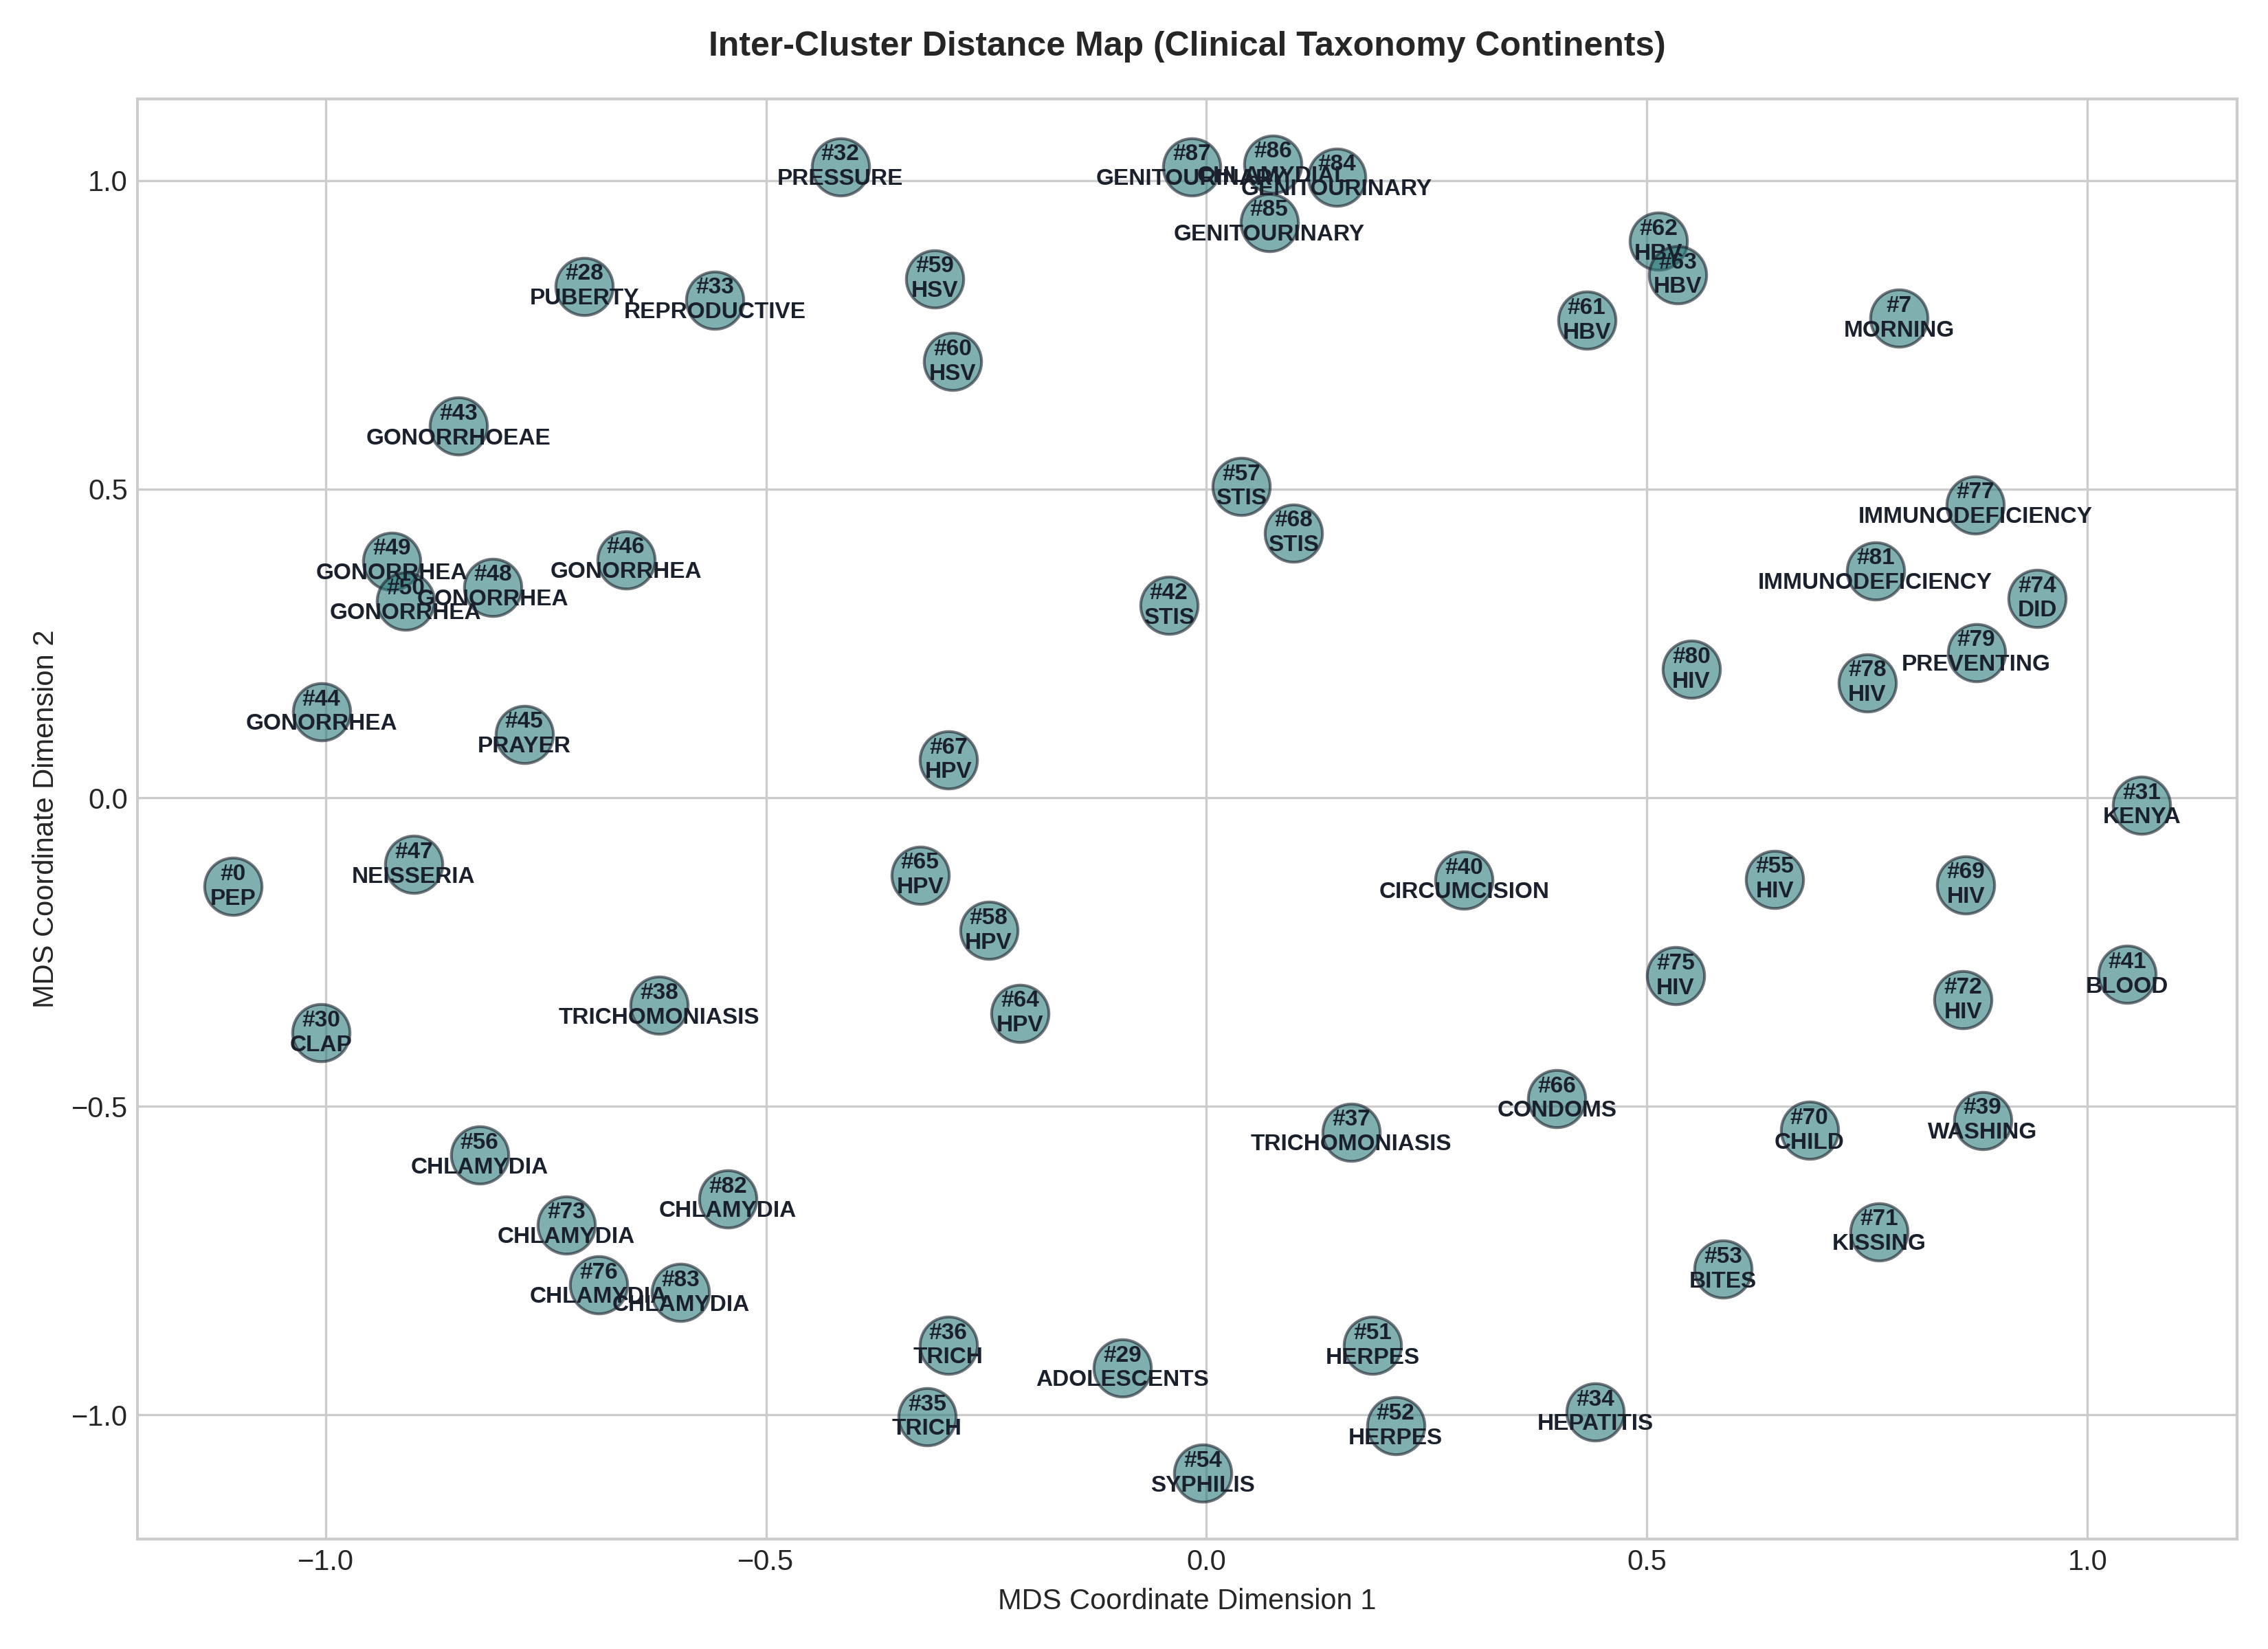 Inter-Cluster Distance Map (Clinical Taxonomy Continents)
#32
PRESSURE
#87
GENITOURINARY
#86
CHLAMYDIAL
#84
GENITOURINARY
#85
GENITOURINARY
1.0
#62
HBV
#63
HBV
#61
HBV
#7
MORNING
#28
PUBERTY
#33
REPRODUCTIVE
#59
HSV
#60
HSV
#43
GONORRHOEAE
0.5
#57
STIS
#68
STIS
#42
STIS
#77
IMMUNODEFICIENCY
#81
IMMUNODEFICIENCY
#74
DID
#79
PREVENTING
#80
HIV
#78
HIV
#49
GONORRHEA
#50
GONORRHEA
#48
GONORRHEA
#46
GONORRHEA
#44
GONORRHEA
#45
PRAYER
#67
HPV
0.0
#31
KENYA
#47
NEISSERIA
#0
PEP
#65
HPV
#58
HPV
#64
HPV
#40
CIRCUMCISION
#55
HIV
#69
HIV
#75
HIV
#72
HIV
#41
BLOOD
#38
TRICHOMONIASIS
#30
CLAP
−0.5
#66
CONDOMS
#37
TRICHOMONIASIS
#70
CHILD
#39
WASHING
#71
KISSING
#53
BITES
#56
CHLAMYDIA
#73
CHLAMYDIA
#82
CHLAMYDIA
#76
CHLAMYDIA
#83
CHLAMYDIA
#36
TRICH
#29
ADOLESCENTS
#51
HERPES
#35
TRICH
#52
HERPES
#34
HEPATITIS
−1.0
#54
SYPHILIS
−1.0
−0.5
0.0
0.5
1.0
MDS Coordinate Dimension 1
MDS Coordinate Dimension 2